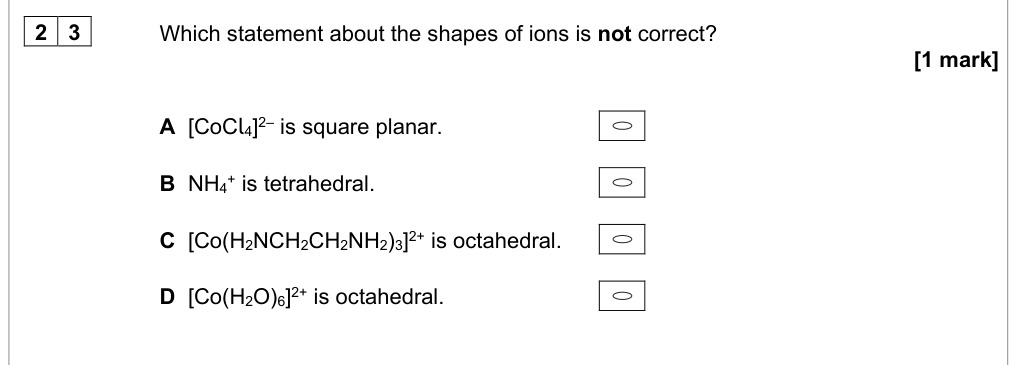 2 3 Which statement about the shapes of ions is not correct?
[1 mark]
A [CoCl₄]²⁻ is square planar.
B NH₄⁺ is tetrahedral.
C [Co(H₂NCH₂CH₂NH₂)₃]²⁺ is octahedral.
D [Co(H₂O)₆]²⁺ is octahedral.